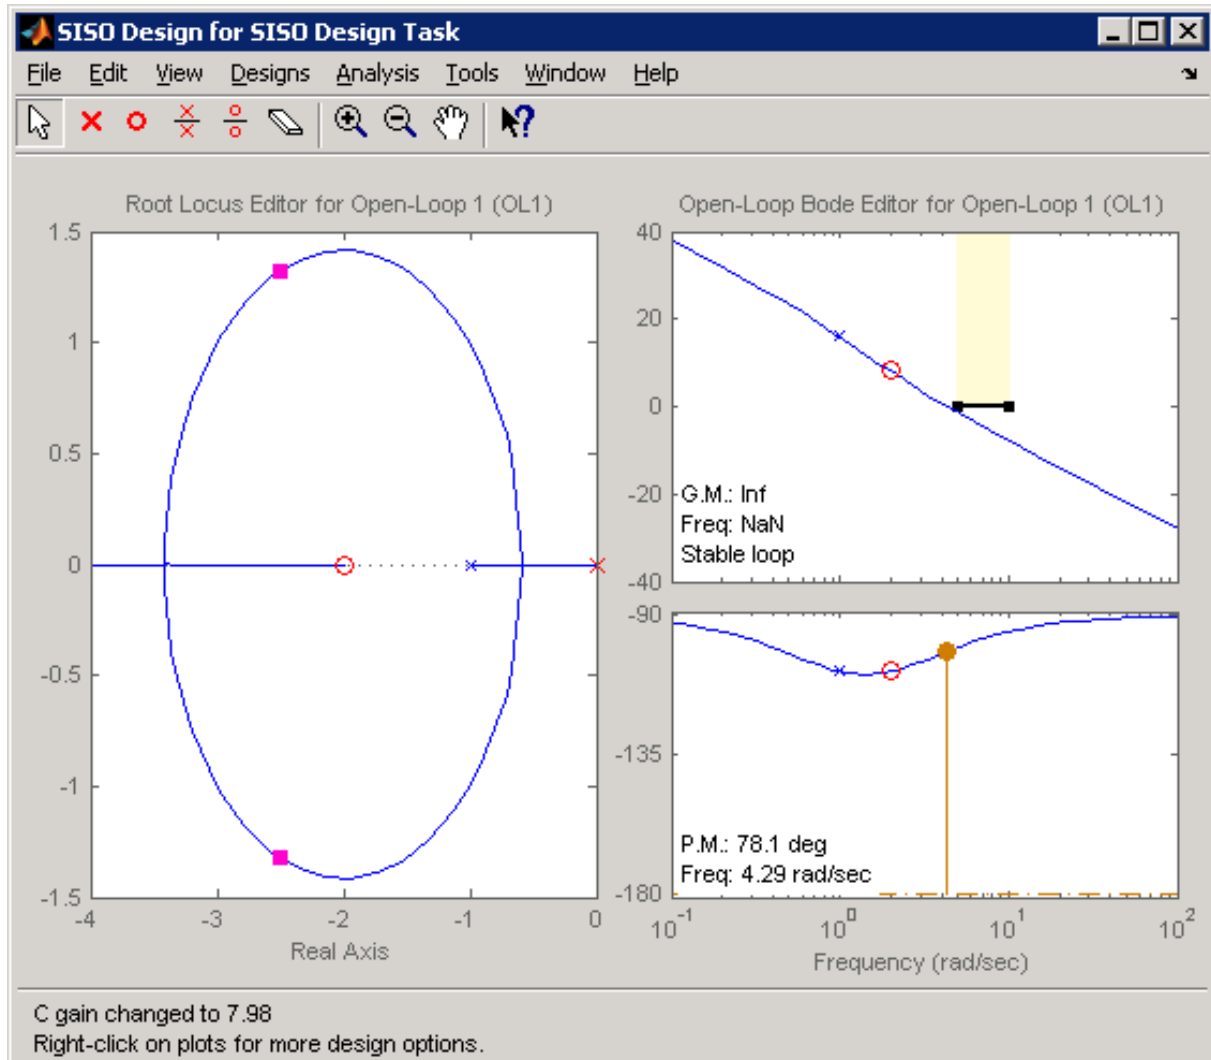 SISO Design for SISO Design Task
File Edit View Designs Analysis Tools Window Help
Root Locus Editor for Open-Loop 1 (OL1)
1.5
1
0.5
0
-0.5
-1
-1.5
-4 -3 -2 -1 0
Real Axis
Open-Loop Bode Editor for Open-Loop 1 (OL1)
40
20
0
-20
-40
G.M.: Inf
Freq: NaN
Stable loop
-90
-135
-180
P.M.: 78.1 deg
Freq: 4.29 rad/sec
10^-1 10^0 10^1 10^2
Frequency (rad/sec)
C gain changed to 7.98
Right-click on plots for more design options.